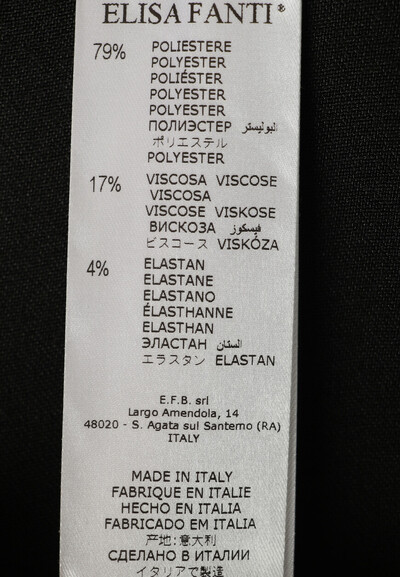 ELISA FANTI®
79% POLIESTERE
POLYESTER
POLIÉSTER
POLYESTER
POLYESTER
ПОЛИЭСТЕР البوليستر
ポリエステル
POLYESTER
17% VISCOSA VISCOSE
VISCOSA
VISCOSE VISKOSE
ВИСКОЗА فيسكوز
ビスコース VISKÓZA
4% ELASTAN
ELASTANE
ELASTANO
ÉLASTHANNE
ELASTHAN
ЭЛАСТАН الستان
エラスタン ELASTAN
E.F.B. srl
Largo Amendola, 14
48020 - S. Agata sul Santerno (RA)
ITALY
MADE IN ITALY
FABRIQUE EN ITALIE
HECHO EN ITALIA
FABRICADO EM ITALIA
产地:意大利
СДЕЛАНО В ИТАЛИИ
イタリアで製造